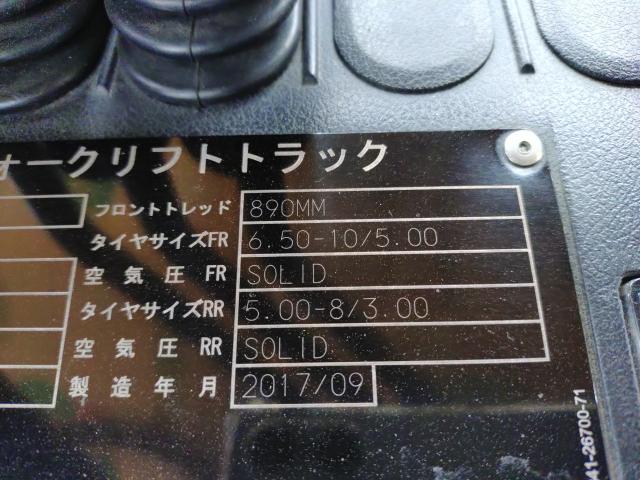 ォークリフトトラック
フロントトレッド 890MM
タイヤサイズFR 6.50-10/5.00
空気圧 FR SOLID
タイヤサイズRR 5.00-8/3.00
空気圧 RR SOLID
製造年月 2017/09
41-26700-71